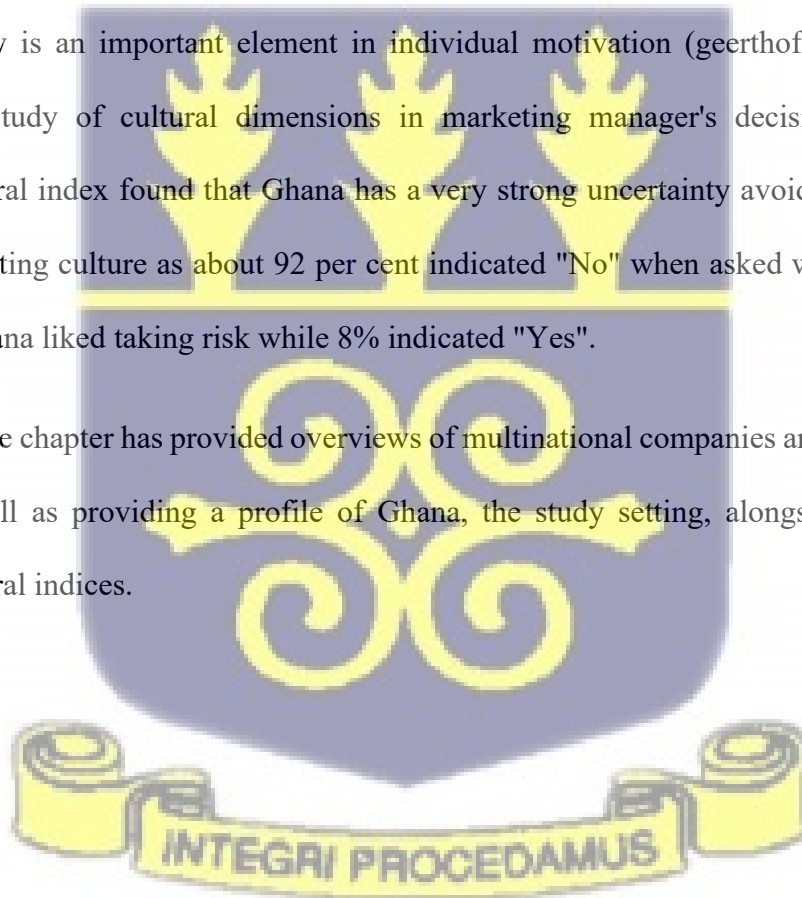 is an important element in individual motivation (geerthof
tudy of cultural dimensions in marketing manager's decis
ral index found that Ghana has a very strong uncertainty avoid
ting culture as about 92 per cent indicated "No" when asked w
ana liked taking risk while 8% indicated "Yes".
e chapter has provided overviews of multinational companies an
ll as providing a profile of Ghana, the study setting, alongs
ral indices.
INTEGRI PROCEDAMUS